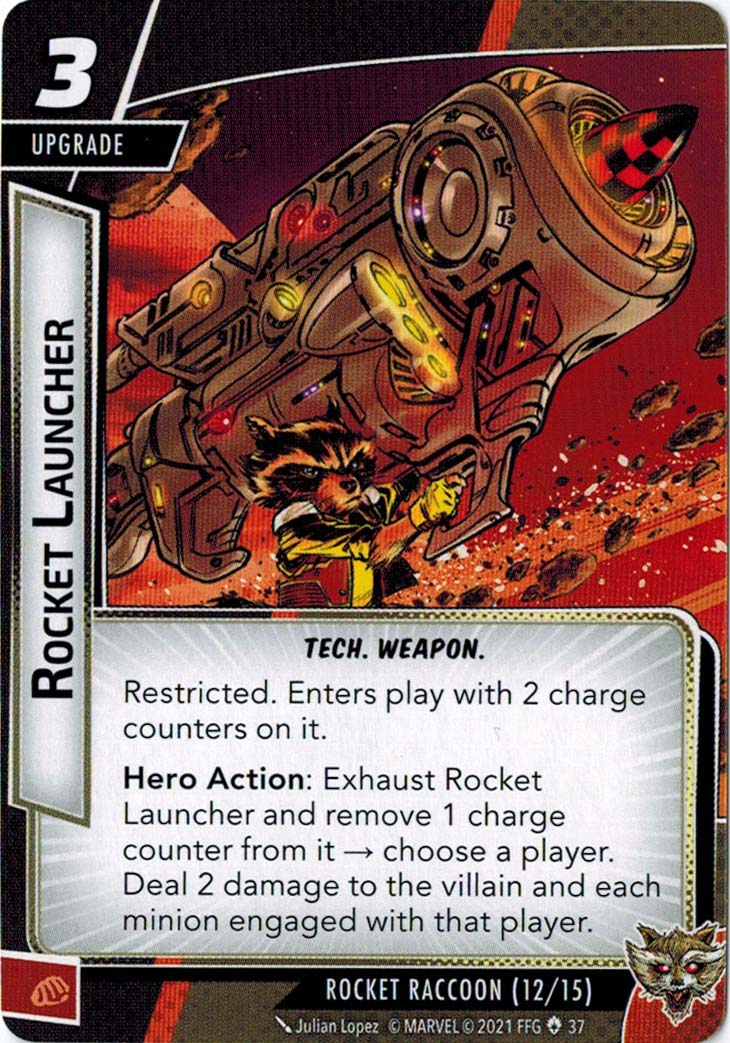 3
UPGRADE
ROCKET LAUNCHER
TECH. WEAPON.
Restricted. Enters play with 2 charge
counters on it.
Hero Action: Exhaust Rocket
Launcher and remove 1 charge
counter from it → choose a player.
Deal 2 damage to the villain and each
minion engaged with that player.
ROCKET RACCOON (12/15)
Julian Lopez © MARVEL © 2021 FFG 37